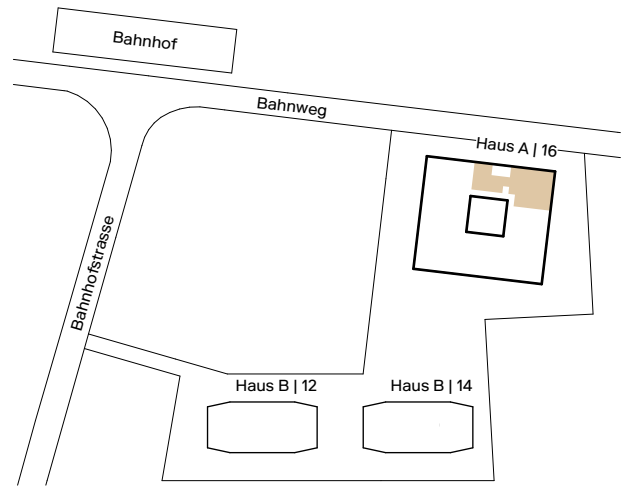 Bahnhof
Bahnweg
Haus A | 16
Bahnhofstrasse
Haus B | 12
Haus B | 14